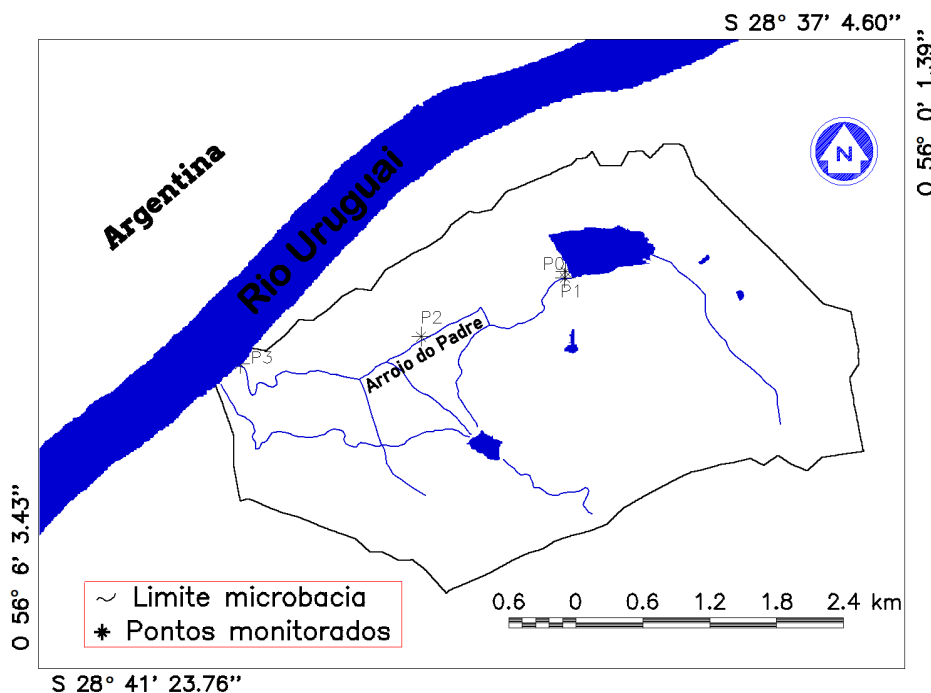 S 28° 37' 4.60"
O 56° 0' 1.39"
Argentina
N
Rio Uruguai
P0
P1
P2
Arroio do Padre
P3
O 56° 6' 3.43"
Limite microbacia
Pontos monitorados
0.6 0 0.6 1.2 1.8 2.4 km
S 28° 41' 23.76"